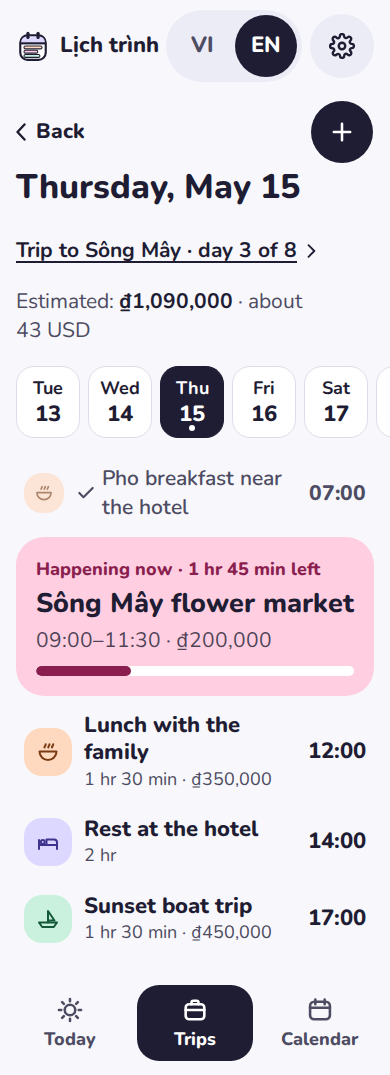 Lịch trình
VI
EN
Back
Thursday, May 15
Trip to Sông Mây · day 3 of 8
Estimated: ₫1,090,000 · about
43 USD
Tue
13
Wed
14
Thu
15
Fri
16
Sat
17
Pho breakfast near
the hotel
07:00
Happening now · 1 hr 45 min left
Sông Mây flower market
09:00–11:30 · ₫200,000
Lunch with the
family
1 hr 30 min · ₫350,000
12:00
Rest at the hotel
2 hr
14:00
Sunset boat trip
1 hr 30 min · ₫450,000
17:00
Today
Trips
Calendar